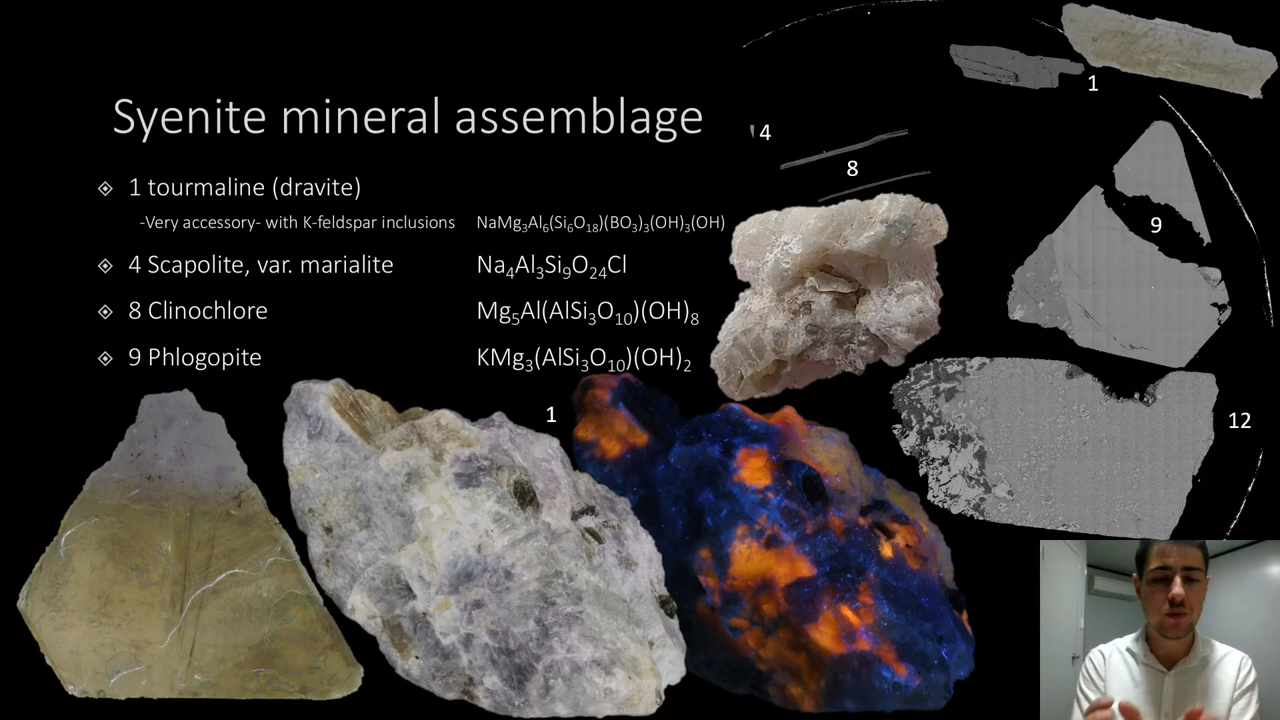 Syenite mineral assemblage
1 tourmaline (dravite)
-Very accessory- with K-feldspar inclusions NaMg₃Al₆(Si₆O₁₈)(BO₃)₃(OH)₃(OH)
4 Scapolite, var. marialite Na₄Al₃Si₉O₂₄Cl
8 Clinochlore Mg₅Al(AlSi₃O₁₀)(OH)₈
9 Phlogopite KMg₃(AlSi₃O₁₀)(OH)₂
1
4
8
9
1
12